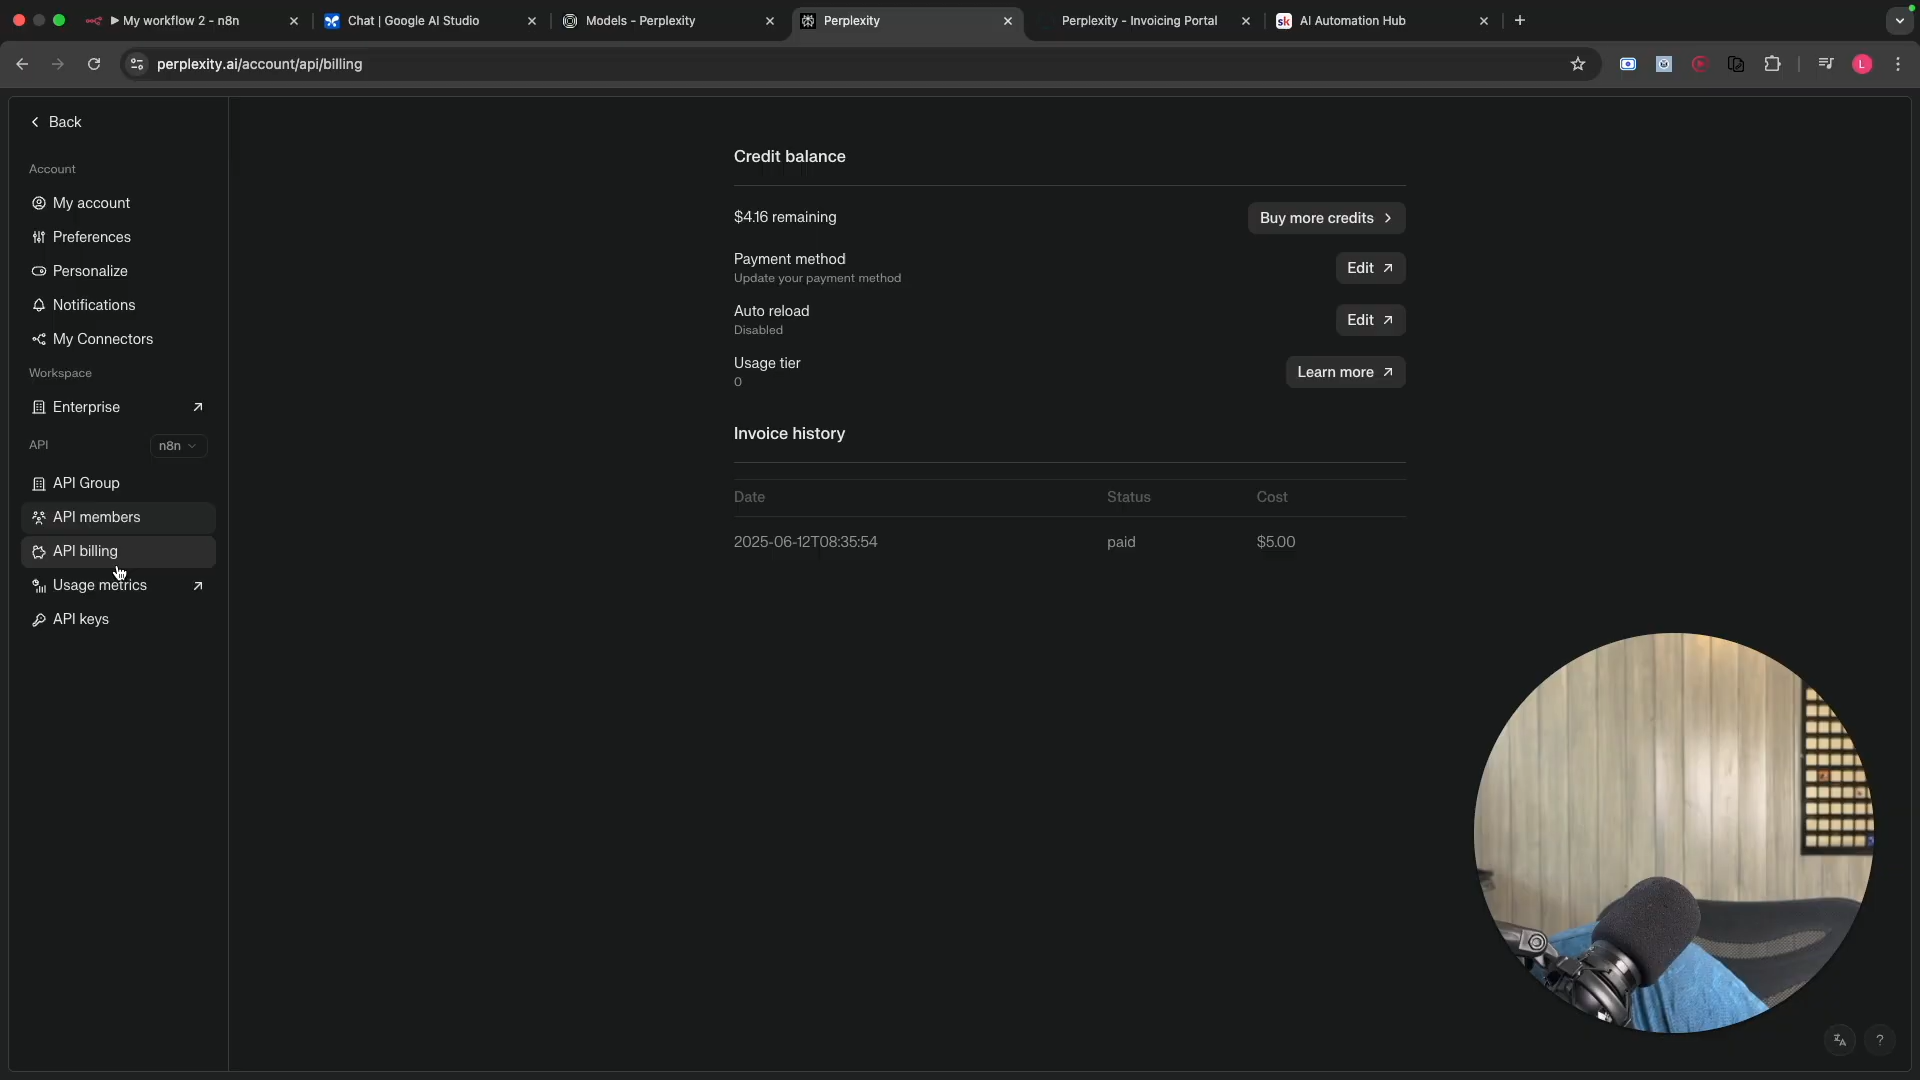 My workflow 2 - n8n
Chat | Google AI Studio
Models - Perplexity
Perplexity
Perplexity - Invoicing Portal
sk AI Automation Hub
perplexity.ai/account/api/billing
L
Back
Account
My account
Preferences
Personalize
Notifications
My Connectors
Workspace
Enterprise
API
n8n
API Group
API members
API billing
Usage metrics
API keys
Credit balance
$4.16 remaining
Buy more credits
Payment method
Update your payment method
Edit
Auto reload
Disabled
Edit
Usage tier
0
Learn more
Invoice history
Date Status Cost
2025-06-12T08:35:54 paid $5.00
?